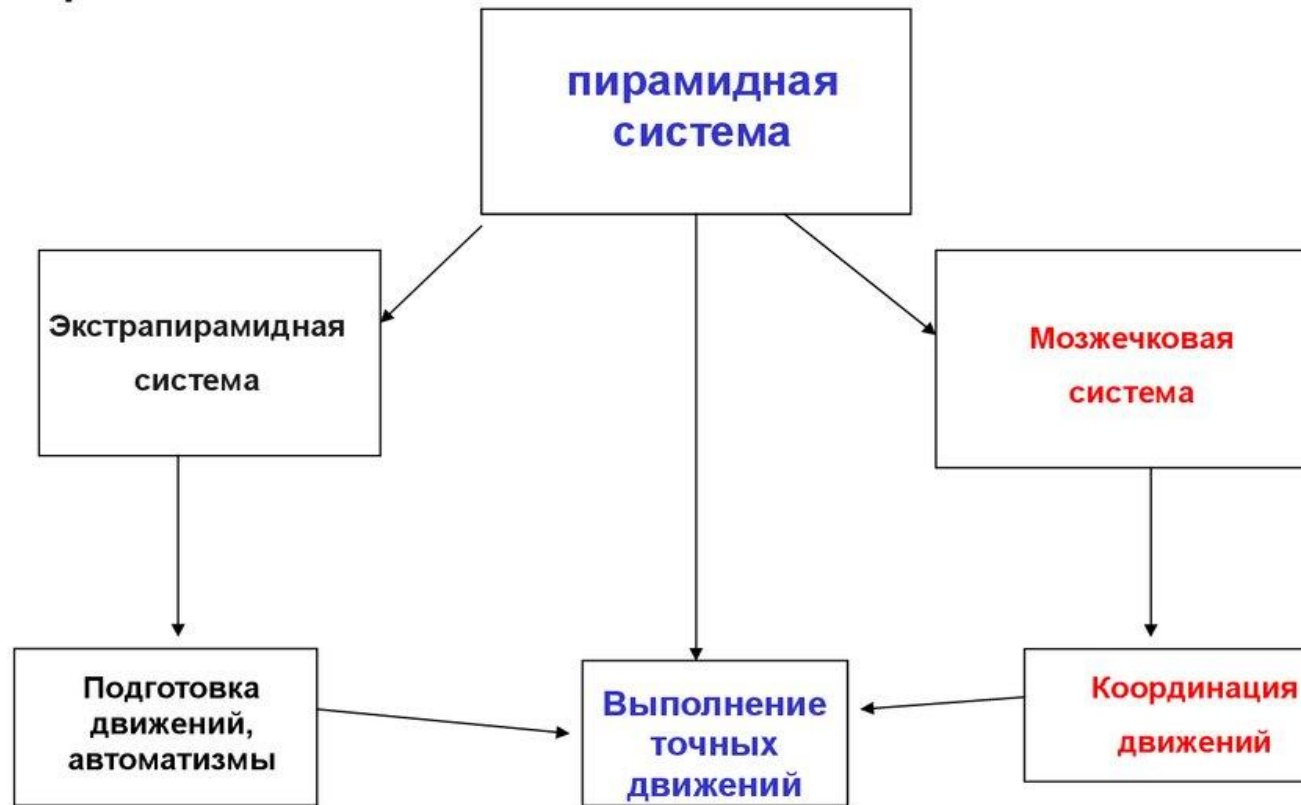 пирамидная
система
Экстрапирамидная
система
Мозжечковая
система
Подготовка
движений,
автоматизмы
Выполнение
точных
движений
Координация
движений